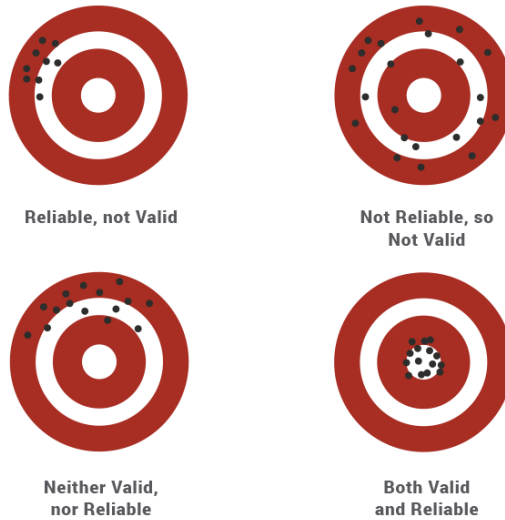 Reliable, not Valid
Not Reliable, so
Not Valid
Neither Valid,
nor Reliable
Both Valid
and Reliable